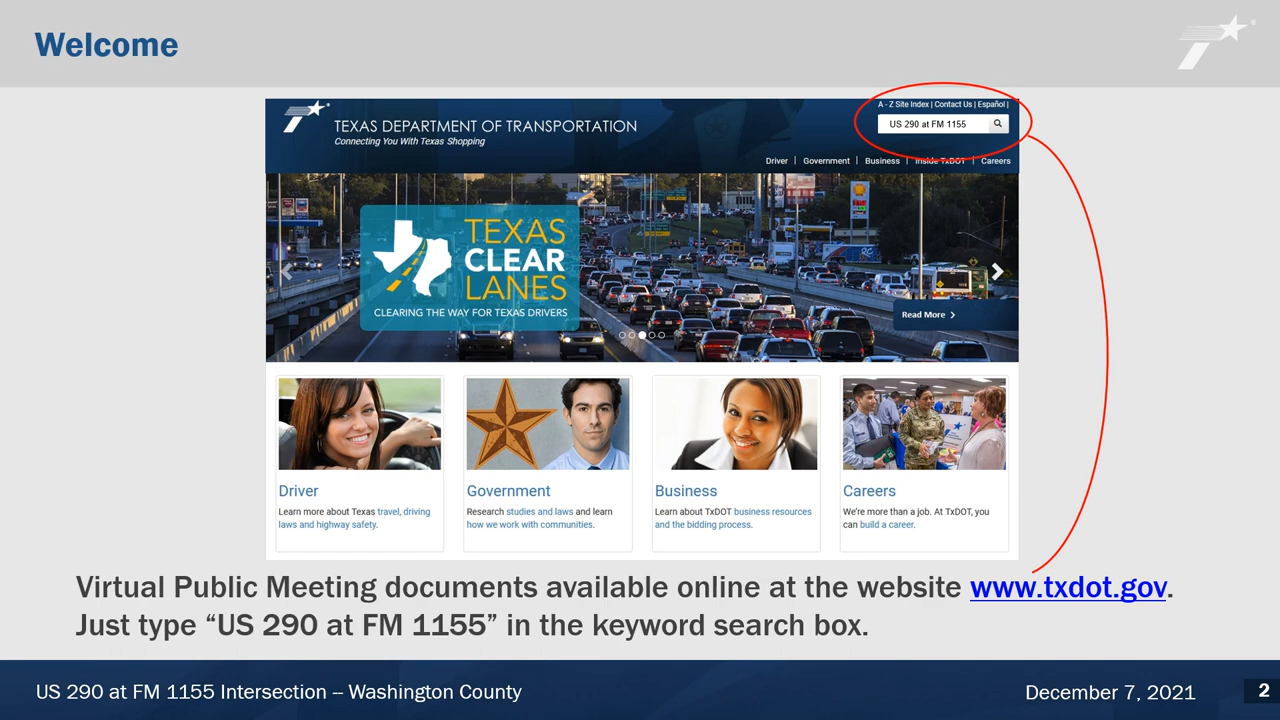 Welcome
A - Z Site Index | Contact Us | Español |
US 290 at FM 1155
TEXAS DEPARTMENT OF TRANSPORTATION
Connecting You With Texas Shopping
Driver | Government | Business | Inside TxDOT | Careers
TEXAS
CLEAR
LANES
CLEARING THE WAY FOR TEXAS DRIVERS
Read More
Driver
Learn more about Texas travel, driving
laws and highway safety.
Government
Research studies and laws and learn
how we work with communities.
Business
Learn about TxDOT business resources
and the bidding process.
Careers
We're more than a job. At TxDOT, you
can build a career.
Virtual Public Meeting documents available online at the website www.txdot.gov.
Just type “US 290 at FM 1155” in the keyword search box.
US 290 at FM 1155 Intersection -- Washington County
December 7, 2021
2